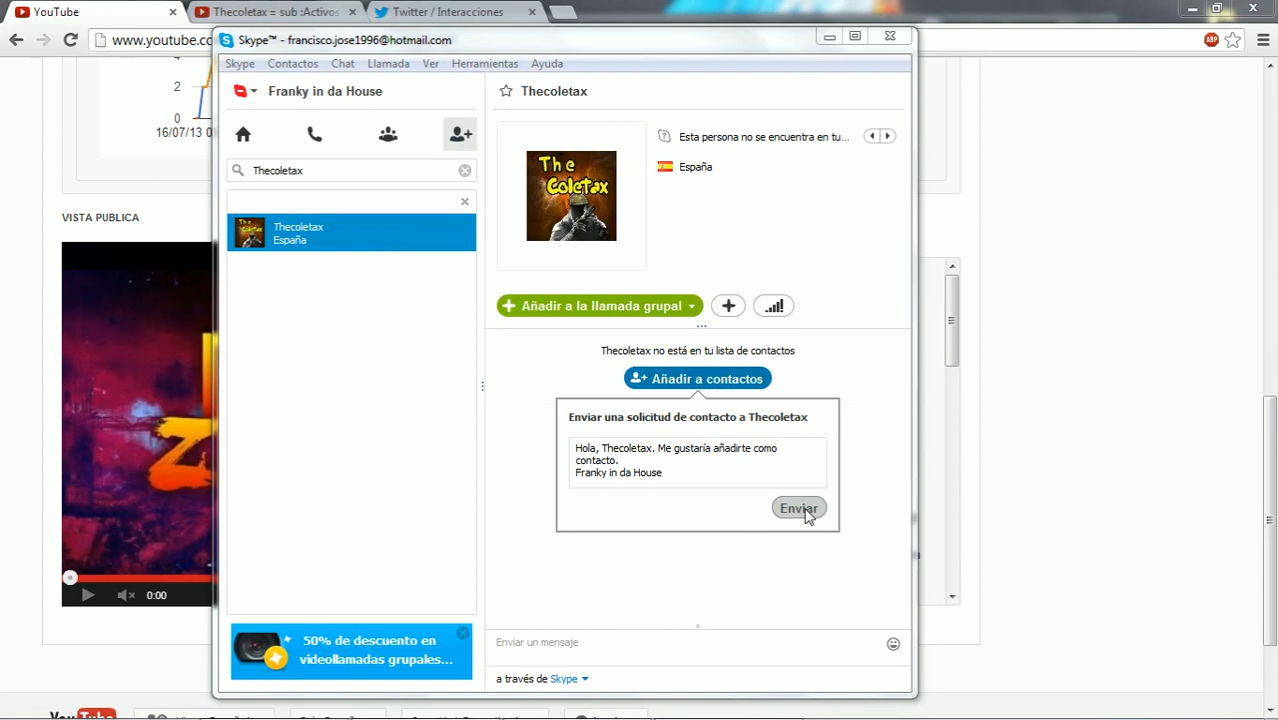 YouTube
Thecoletax = sub :Activos
Twitter / Interacciones
www.youtube.co
ABP
Skype™ - francisco.jose1996@hotmail.com
Skype Contactos Chat Llamada Ver Herramientas Ayuda
Franky in da House
Thecoletax
Thecoletax
España
Thecoletax
The
Coletax
Esta persona no se encuentra en tu...
España
Añadir a la llamada grupal
Thecoletax no está en tu lista de contactos
Añadir a contactos
Enviar una solicitud de contacto a Thecoletax
Hola, Thecoletax. Me gustaría añadirte como
contacto.
Franky in da House
Enviar
50% de descuento en
videollamadas grupales...
Enviar un mensaje
a través de Skype
2
16/07/13
VISTA PUBLICA
0:00